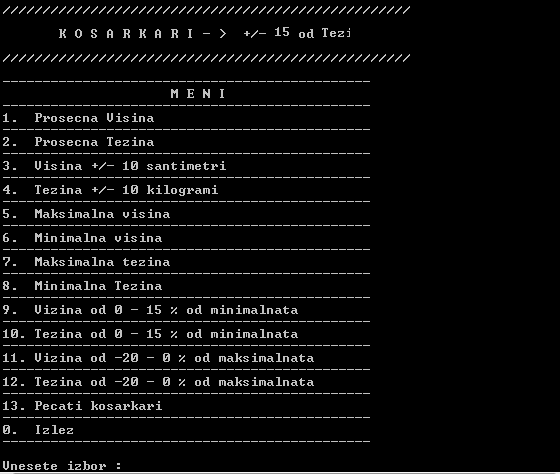 ///////////////////////////////////////////////////
K O S A R K A R I - > +/- 15 od Tezi
///////////////////////////////////////////////////
----------------------------------------------
M E N I
----------------------------------------------
1. Prosecna Visina
----------------------------------------------
2. Prosecna Tezina
----------------------------------------------
3. Visina +/- 10 santimetri
----------------------------------------------
4. Tezina +/- 10 kilogrami
----------------------------------------------
5. Maksimalna visina
----------------------------------------------
6. Minimalna visina
----------------------------------------------
7. Maksimalna tezina
----------------------------------------------
8. Minimalna Tezina
----------------------------------------------
9. Vizina od 0 - 15 % od minimalnata
----------------------------------------------
10. Tezina od 0 - 15 % od minimalnata
----------------------------------------------
11. Vizina od -20 - 0 % od maksimalnata
----------------------------------------------
12. Tezina od -20 - 0 % od maksimalnata
----------------------------------------------
13. Pecati kosarkari
----------------------------------------------
0. Izlez
----------------------------------------------
Vnesete izbor :